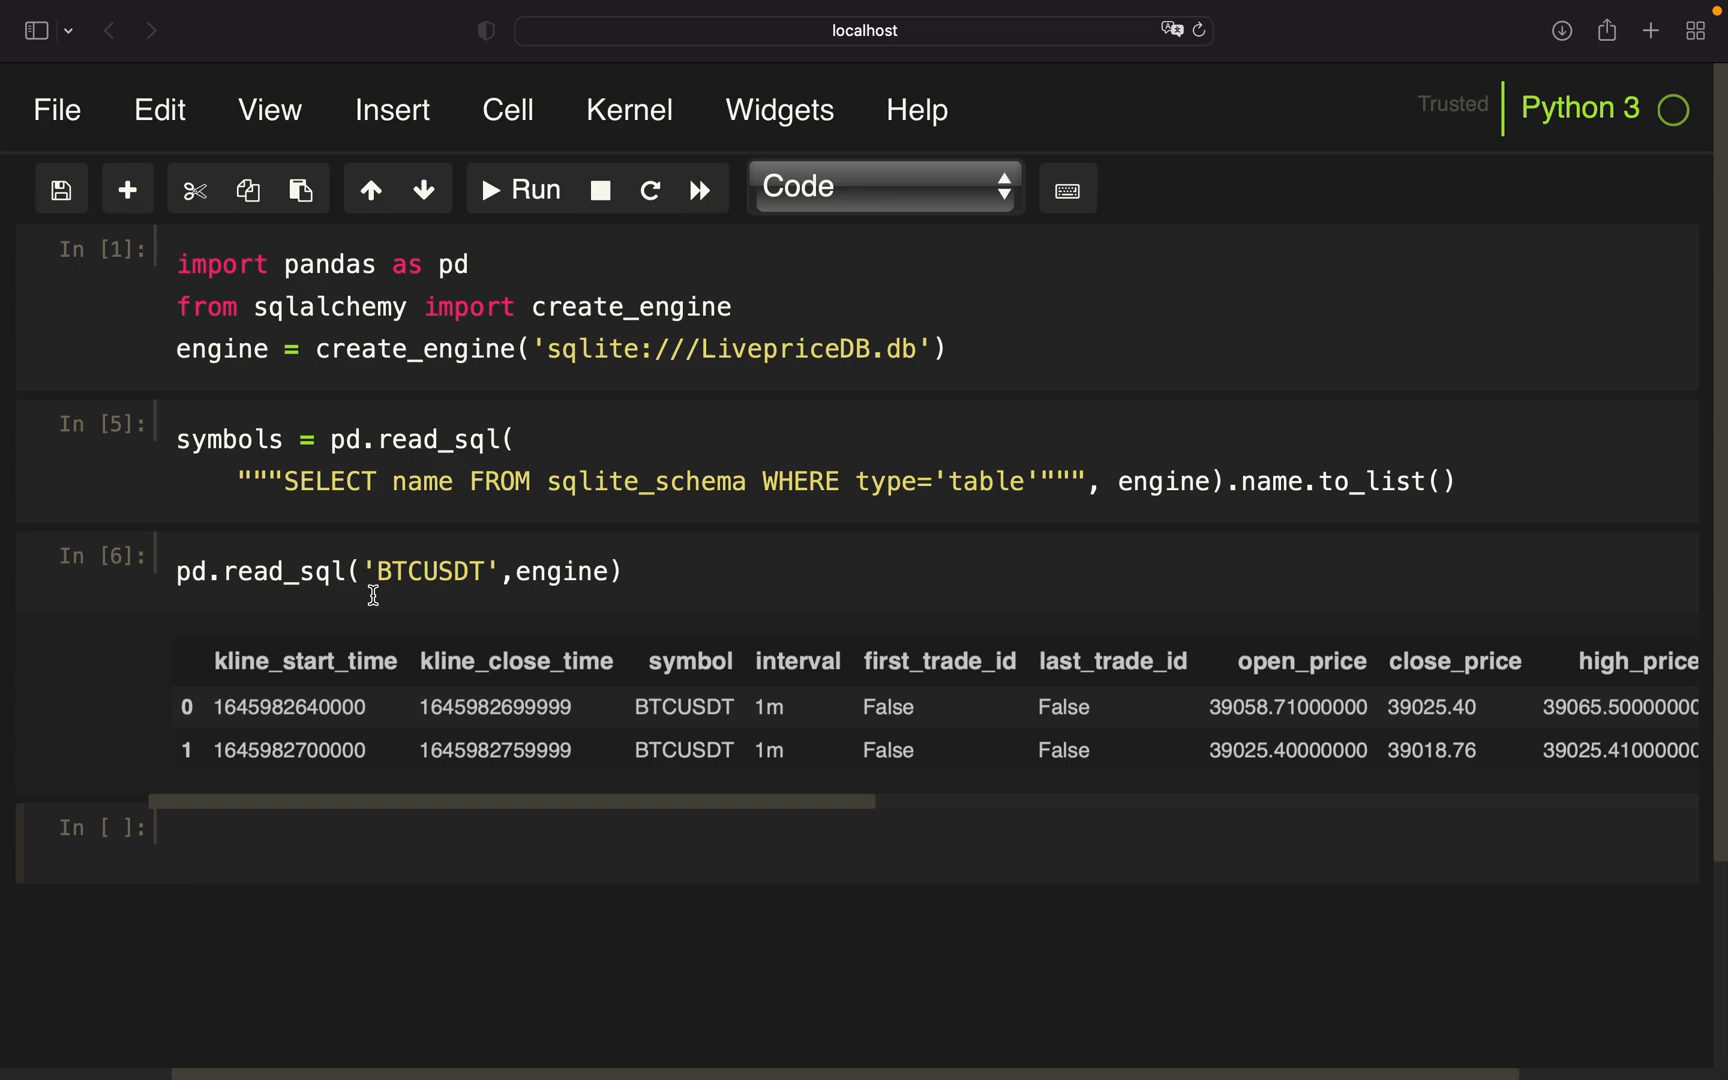 localhost
File Edit View Insert Cell Kernel Widgets Help Trusted Python 3
Run Code
In [1]:
import pandas as pd
from sqlalchemy import create_engine
engine = create_engine('sqlite:///LivepriceDB.db')
In [5]:
symbols = pd.read_sql(
"""SELECT name FROM sqlite_schema WHERE type='table'""", engine).name.to_list()
In [6]:
pd.read_sql('BTCUSDT',engine)
kline_start_time kline_close_time symbol interval first_trade_id last_trade_id open_price close_price high_price
0 1645982640000 1645982699999 BTCUSDT 1m False False 39058.71000000 39025.40 39065.5000000
1 1645982700000 1645982759999 BTCUSDT 1m False False 39025.40000000 39018.76 39025.4100000
In [ ]: